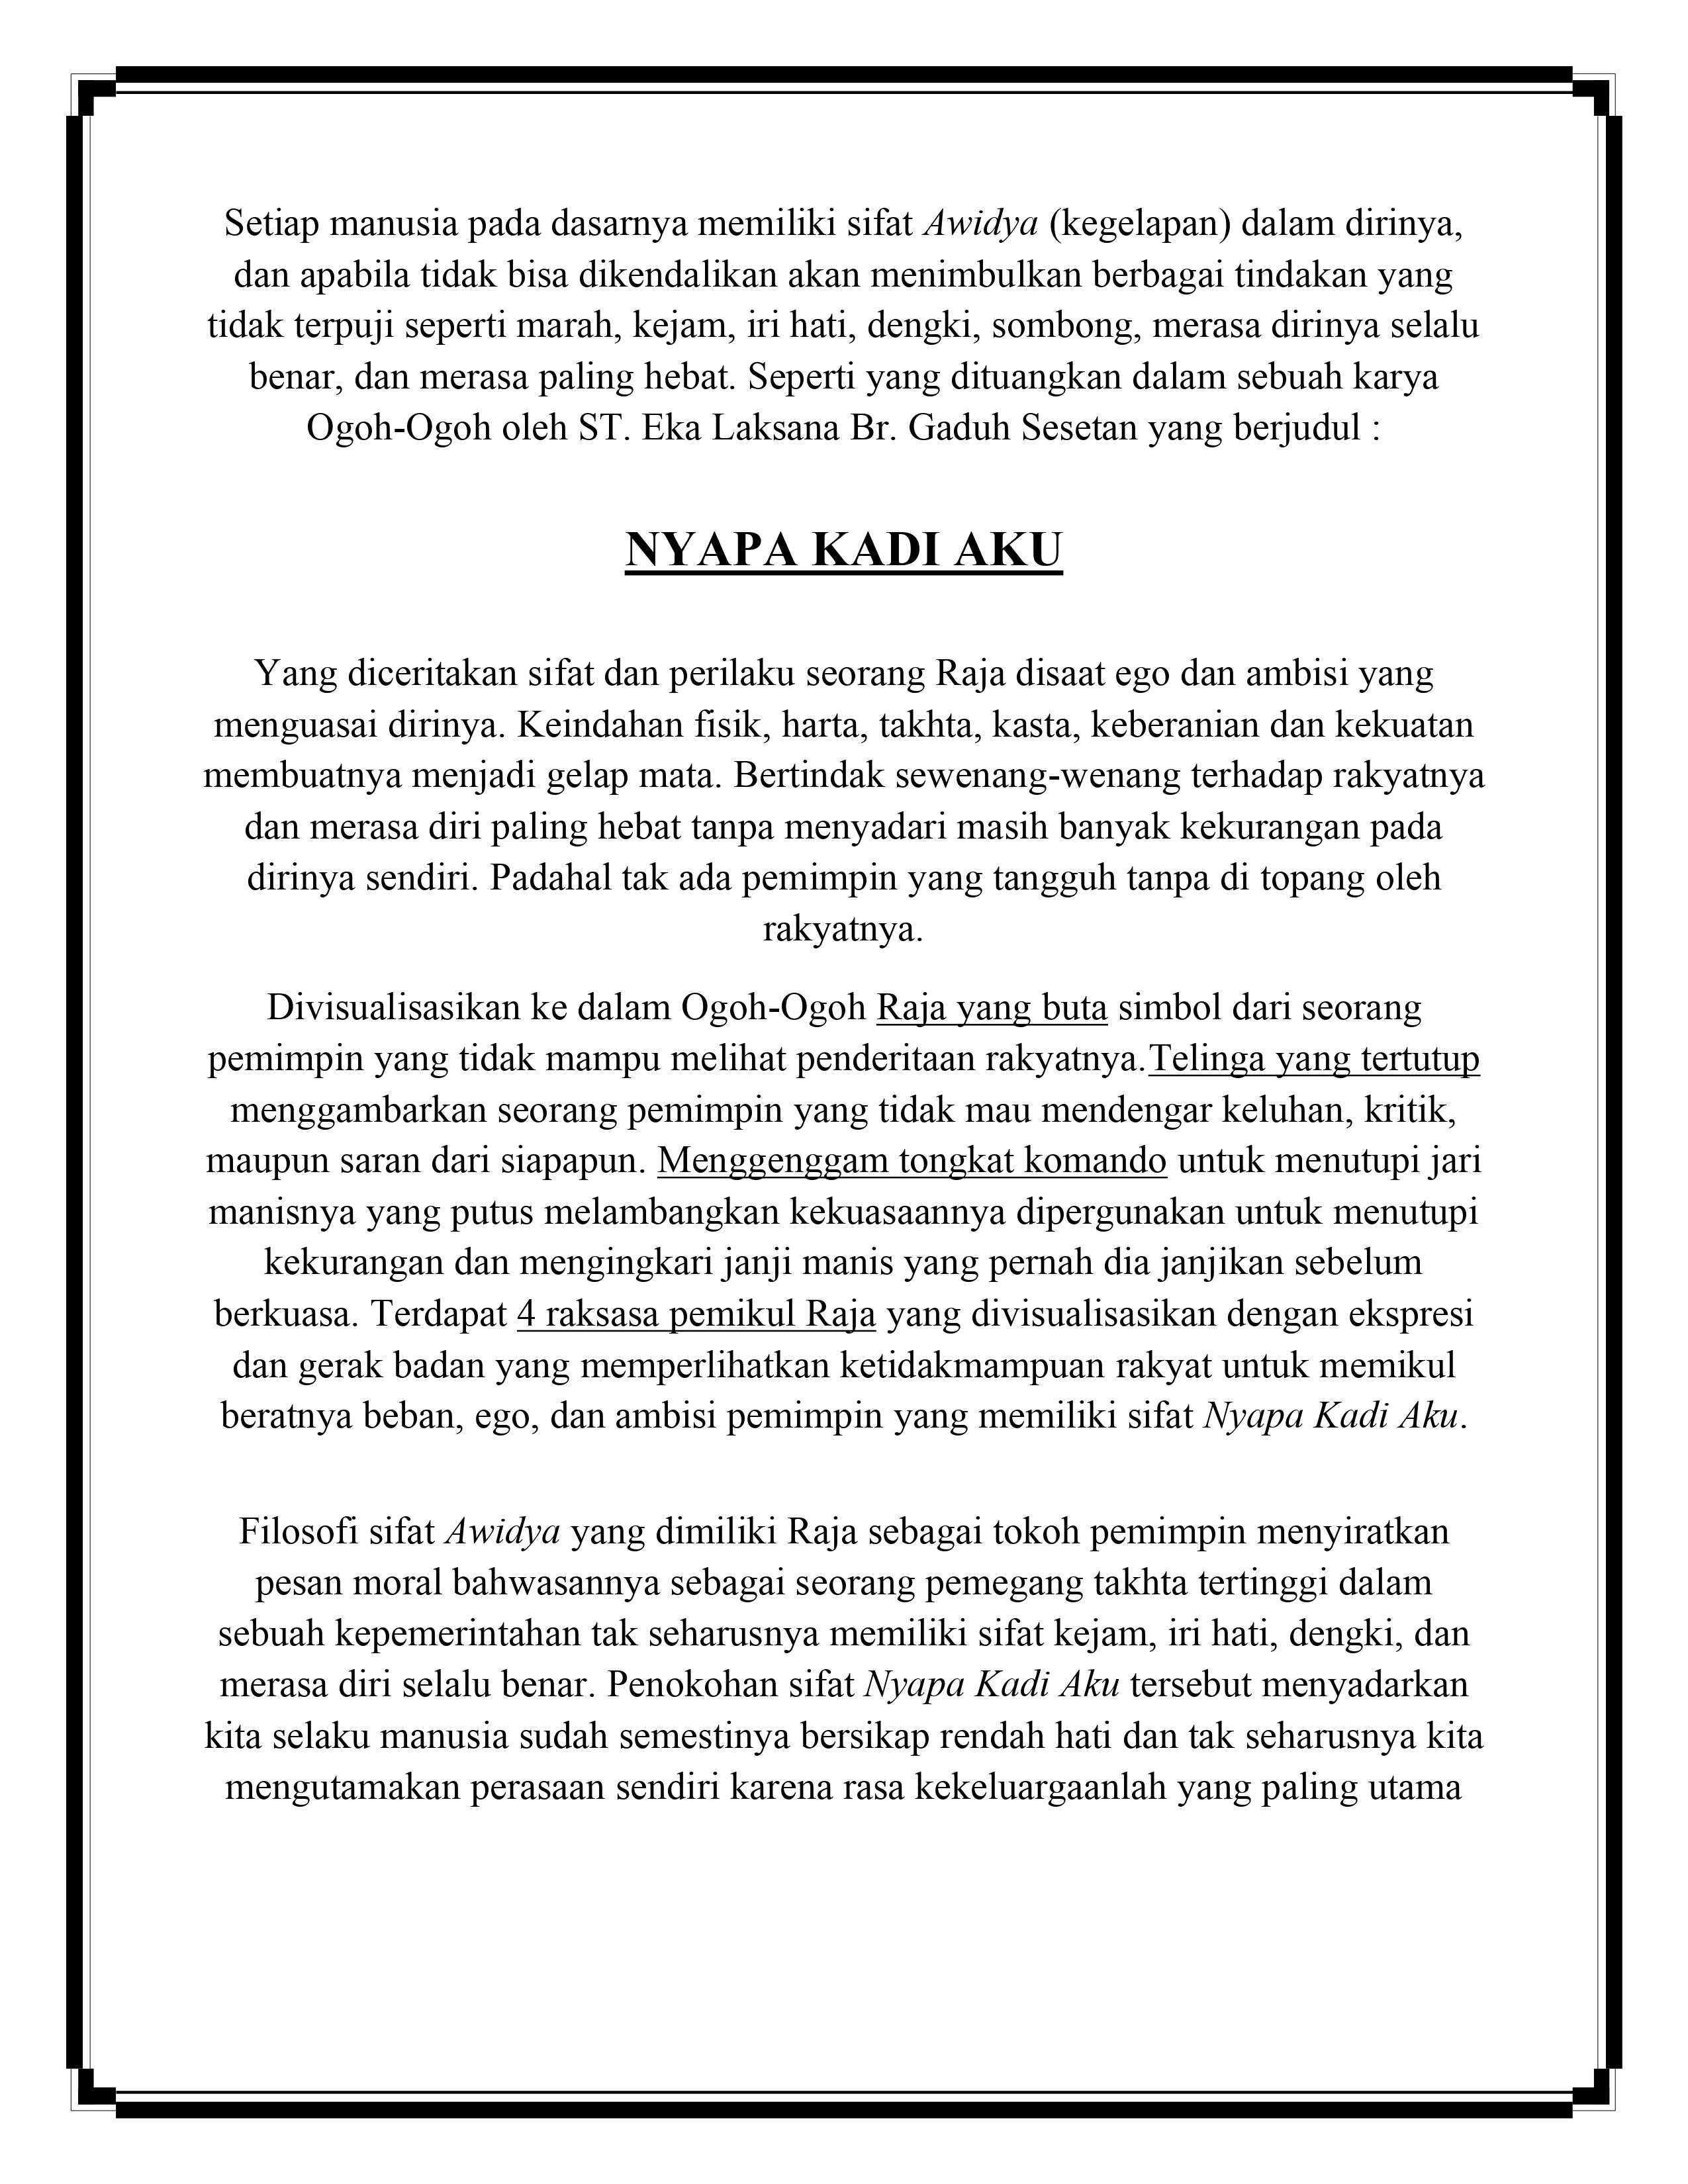 Setiap manusia pada dasarnya memiliki sifat Awidya (kegelapan) dalam dirinya,
dan apabila tidak bisa dikendalikan akan menimbulkan berbagai tindakan yang
tidak terpuji seperti marah, kejam, iri hati, dengki, sombong, merasa dirinya selalu
benar, dan merasa paling hebat. Seperti yang dituangkan dalam sebuah karya
Ogoh-Ogoh oleh ST. Eka Laksana Br. Gaduh Sesetan yang berjudul :
NYAPA KADI AKU
Yang diceritakan sifat dan perilaku seorang Raja disaat ego dan ambisi yang
menguasai dirinya. Keindahan fisik, harta, takhta, kasta, keberanian dan kekuatan
membuatnya menjadi gelap mata. Bertindak sewenang-wenang terhadap rakyatnya
dan merasa diri paling hebat tanpa menyadari masih banyak kekurangan pada
dirinya sendiri. Padahal tak ada pemimpin yang tangguh tanpa di topang oleh
rakyatnya.
Divisualisasikan ke dalam Ogoh-Ogoh Raja yang buta simbol dari seorang
pemimpin yang tidak mampu melihat penderitaan rakyatnya.Telinga yang tertutup
menggambarkan seorang pemimpin yang tidak mau mendengar keluhan, kritik,
maupun saran dari siapapun. Menggenggam tongkat komando untuk menutupi jari
manisnya yang putus melambangkan kekuasaannya dipergunakan untuk menutupi
kekurangan dan mengingkari janji manis yang pernah dia janjikan sebelum
berkuasa. Terdapat 4 raksasa pemikul Raja yang divisualisasikan dengan ekspresi
dan gerak badan yang memperlihatkan ketidakmampuan rakyat untuk memikul
beratnya beban, ego, dan ambisi pemimpin yang memiliki sifat Nyapa Kadi Aku.
Filosofi sifat Awidya yang dimiliki Raja sebagai tokoh pemimpin menyiratkan
pesan moral bahwasannya sebagai seorang pemegang takhta tertinggi dalam
sebuah kepemerintahan tak seharusnya memiliki sifat kejam, iri hati, dengki, dan
merasa diri selalu benar. Penokohan sifat Nyapa Kadi Aku tersebut menyadarkan
kita selaku manusia sudah semestinya bersikap rendah hati dan tak seharusnya kita
mengutamakan perasaan sendiri karena rasa kekeluargaanlah yang paling utama